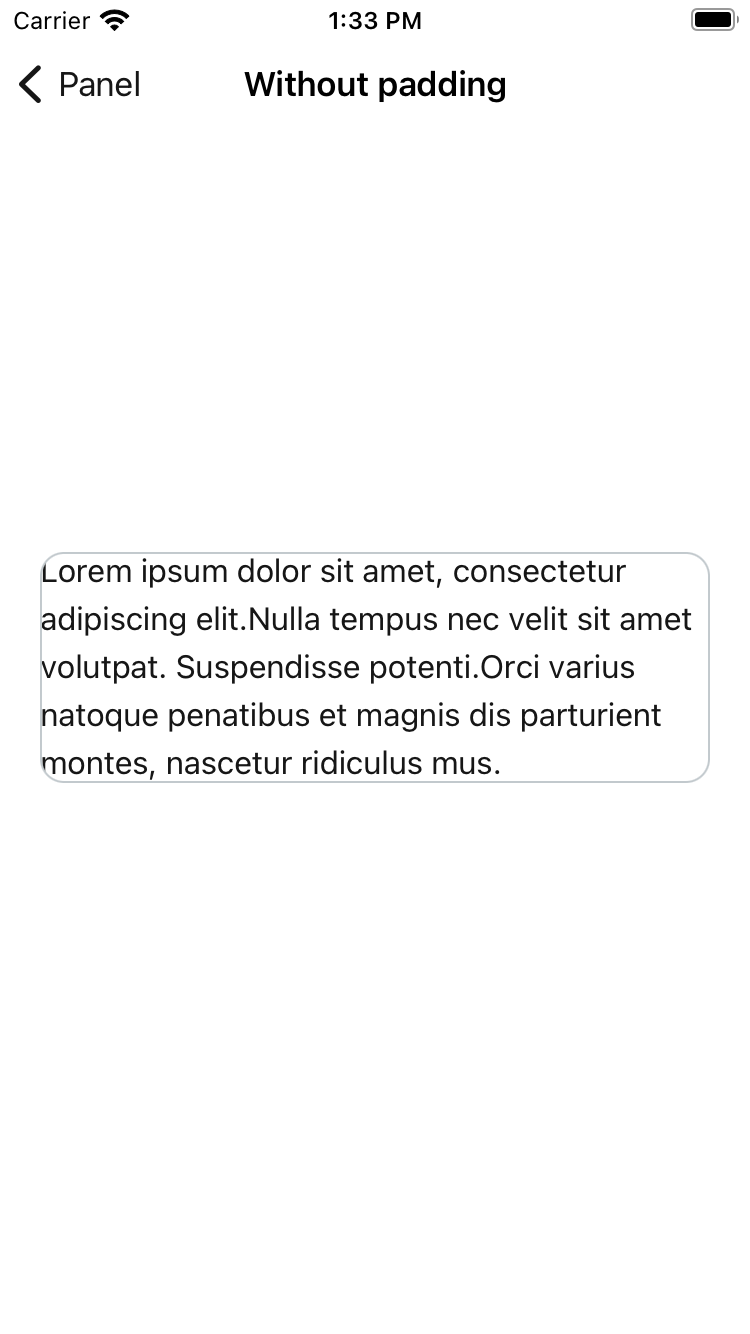 Carrier 1:33 PM
Panel Without padding
Lorem ipsum dolor sit amet, consectetur
adipiscing elit.Nulla tempus nec velit sit amet
volutpat. Suspendisse potenti.Orci varius
natoque penatibus et magnis dis parturient
montes, nascetur ridiculus mus.